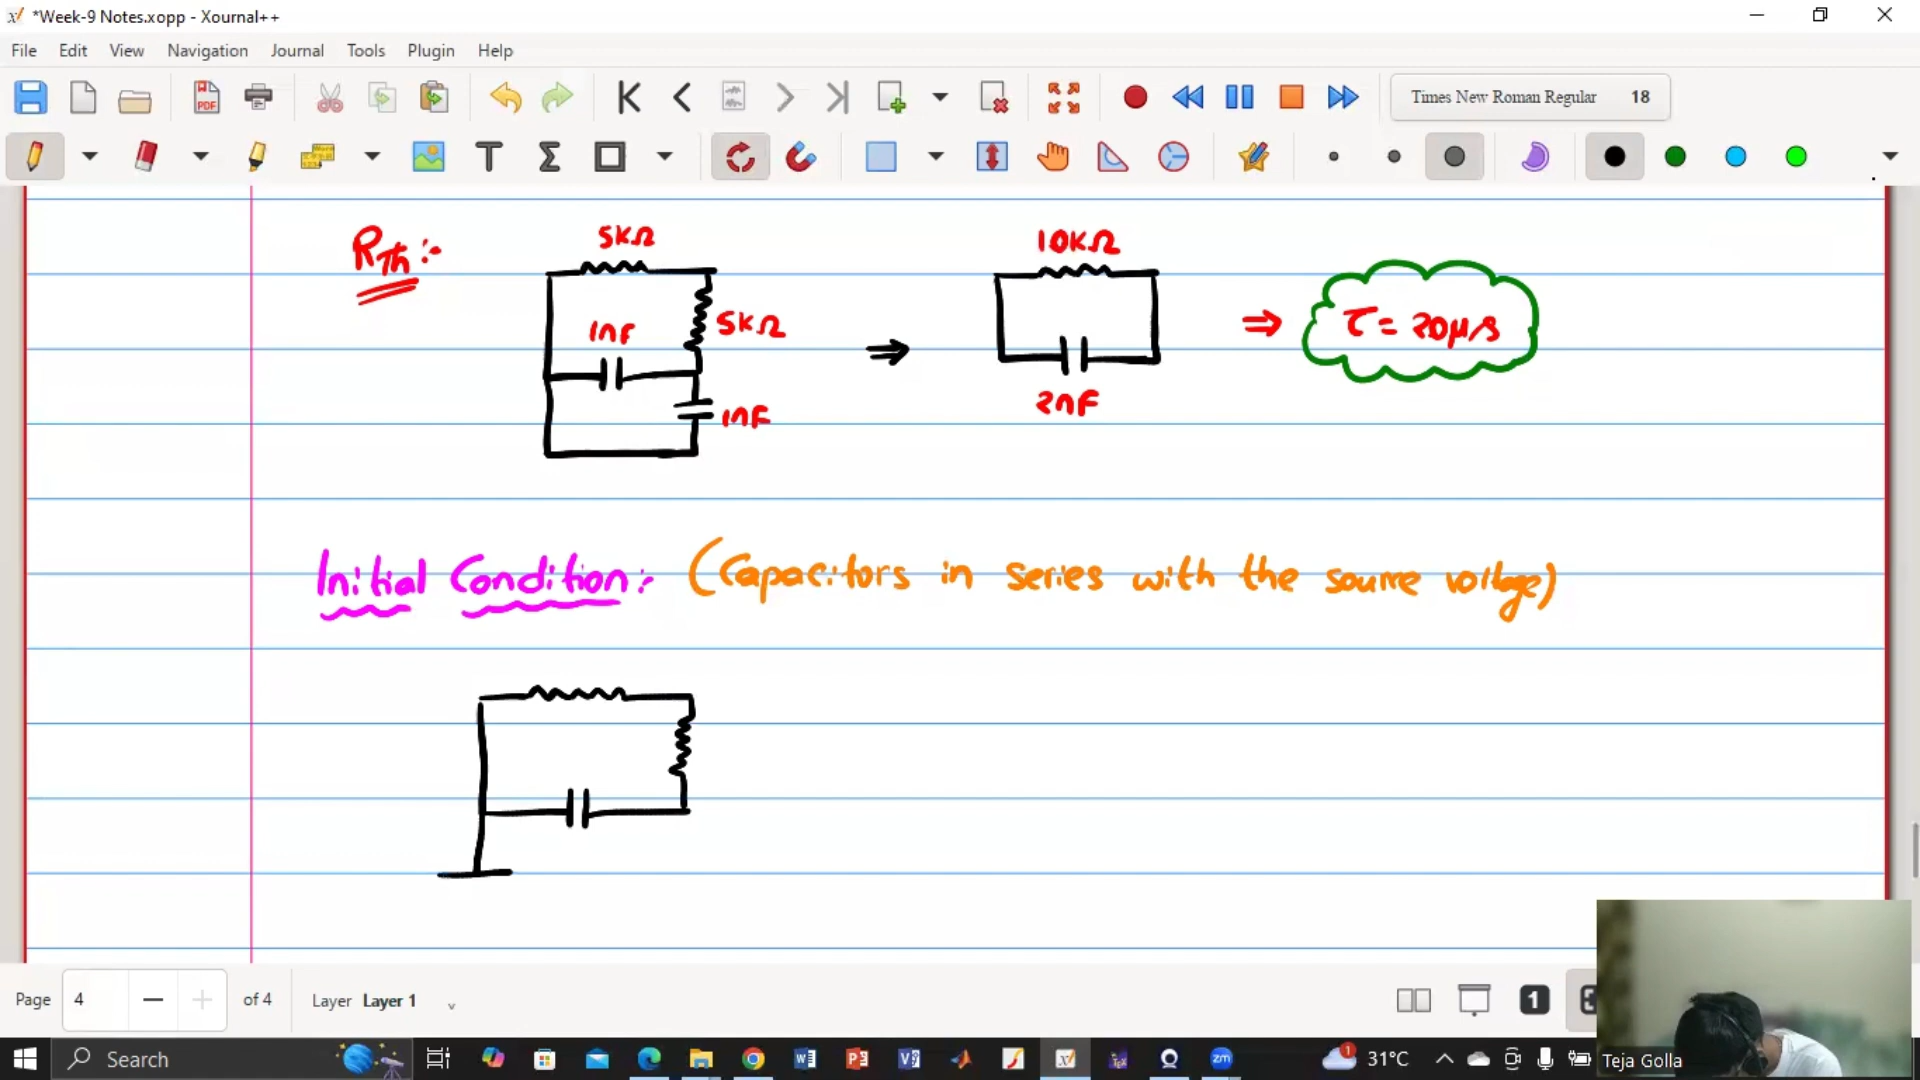 *Week-9 Notes.xopp - Xournal++
File Edit View Navigation Journal Tools Plugin Help
Times New Roman Regular 18
RTh :-
5KΩ
5KΩ
1nF
1nF
⇒
10KΩ
2nF
⇒ τ = 20μs
Initial Condition:- (Capacitors in series with the source voltage)
Page 4 of 4 Layer Layer 1
1
Teja Golla
Search
31°C